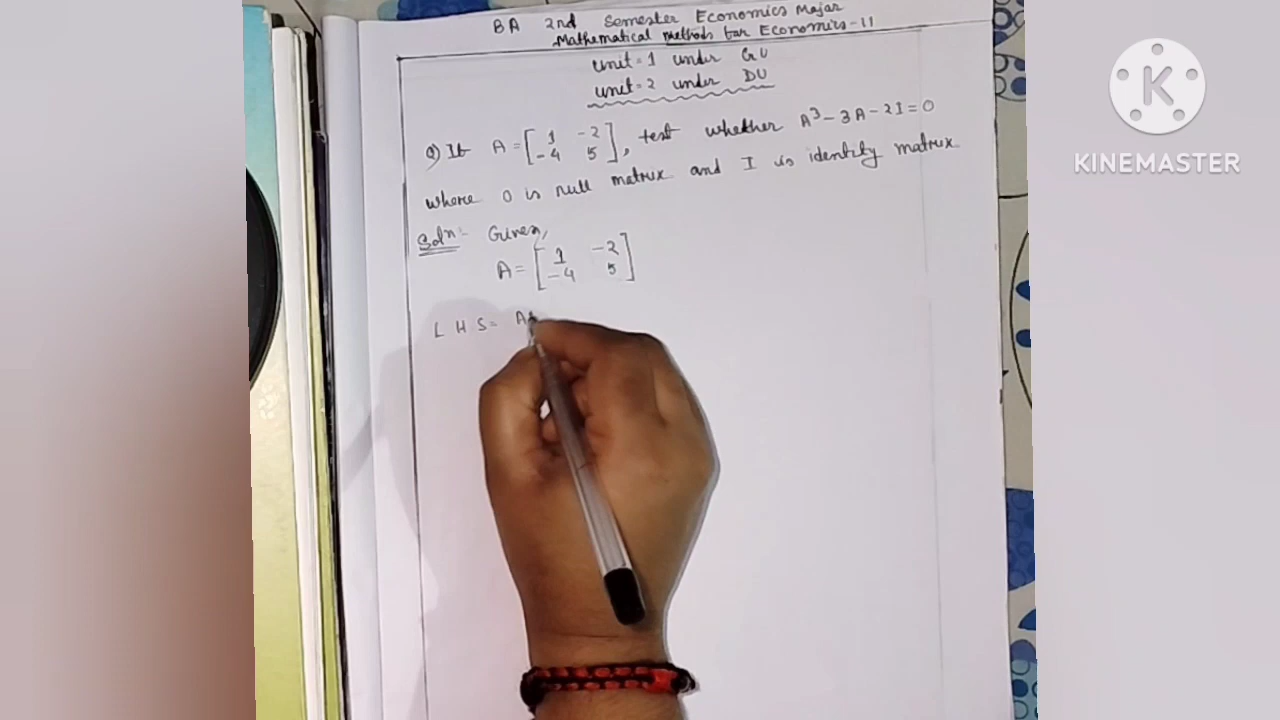 BA 2nd Semester Economics Major
Mathematical methods for Economics-II
unit=1 under GU
unit=2 under DU
Q) If A = [ 1 -2 ], test whether A³-3A-2I=0
[ -4 5 ]
where 0 is null matrix and I is identity matrix
Solⁿ:- Given,
A = [ 1 -2 ]
[ -4 5 ]
L H S = A
K
KINEMASTER